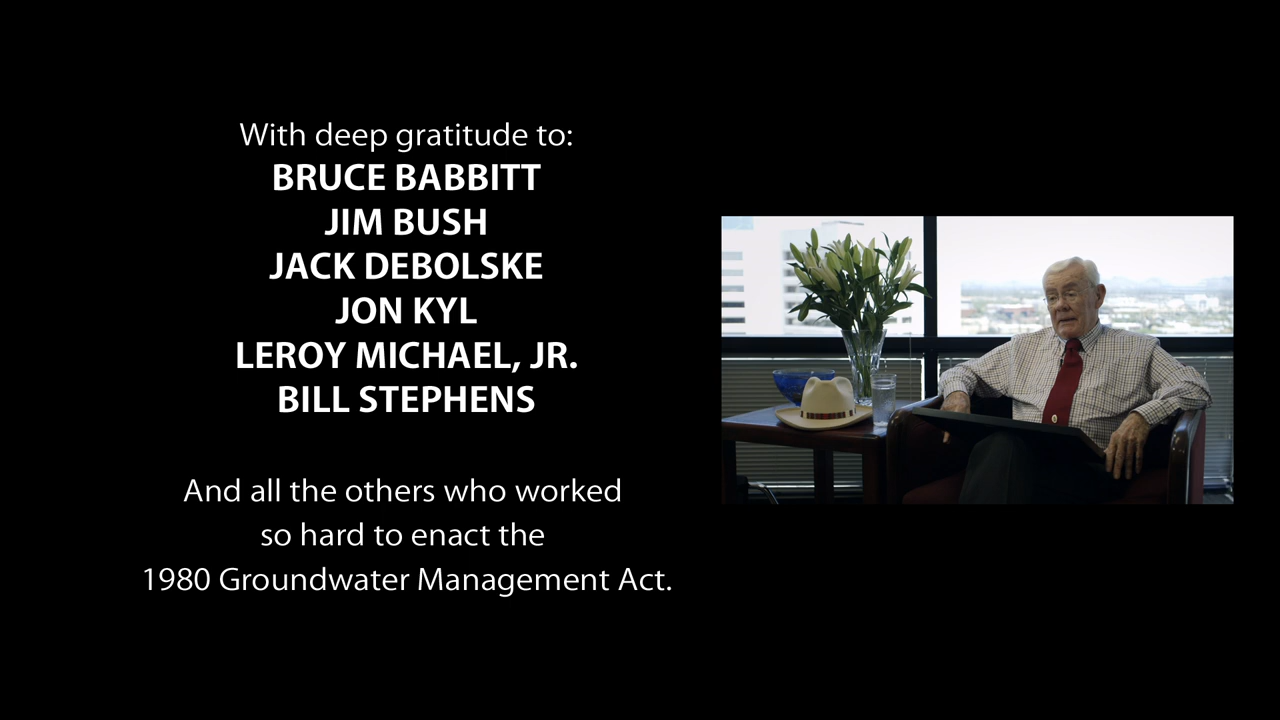 With deep gratitude to:
BRUCE BABBITT
JIM BUSH
JACK DEBOLSKE
JON KYL
LEROY MICHAEL, JR.
BILL STEPHENS
And all the others who worked
so hard to enact the
1980 Groundwater Management Act.